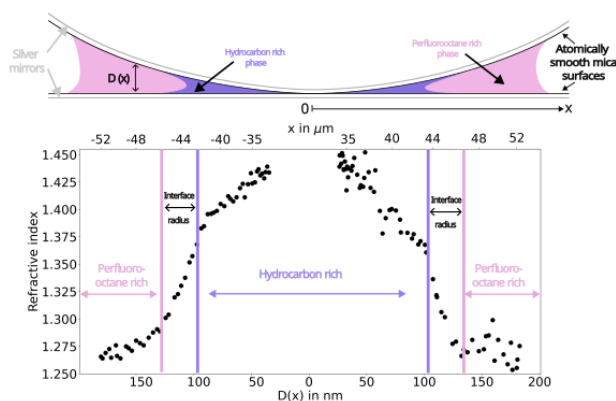 Silver
mirrors
Hydrocarbon rich
phase
D (x)
Perfluorooctane rich
phase
Atomically
smooth mica
surfaces
0
x
x in μm
-52 -48 -44 -40 -35 35 40 44 48 52
Refractive index
1.450
1.425
1.400
1.375
1.350
1.325
1.300
1.275
1.250
Interface
radius
Interface
radius
Perfluoro-
octane rich
Hydrocarbon rich
Perfluoro-
octane rich
150 100 50 0 50 100 150 200
D(x) in nm